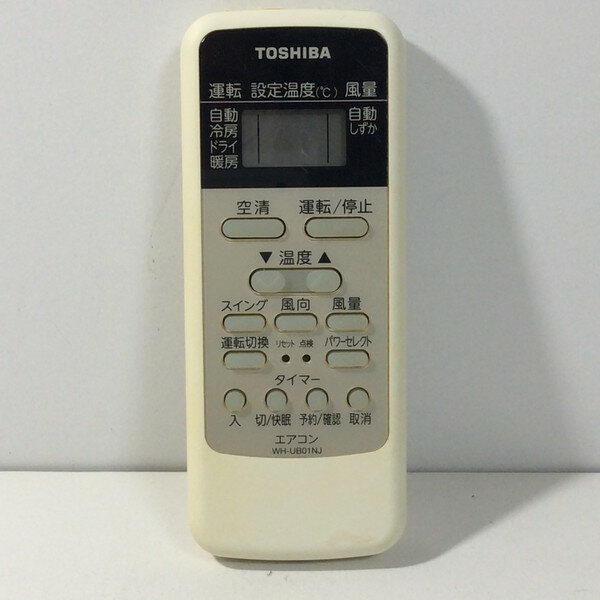 TOSHIBA
運転 設定温度(℃) 風量
自動 自動
冷房 しずか
ドライ
暖房
空清 運転/停止
▼ 温度 ▲
スイング 風向 風量
運転切換 リセット 点検 パワーセレクト
タイマー
入 切/快眠 予約/確認 取消
エアコン
WH-UB01NJ